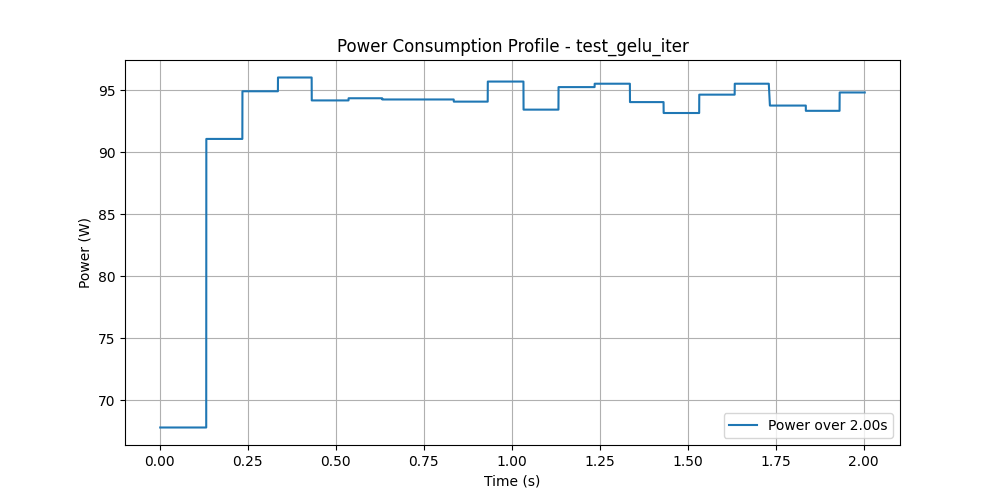 Power Consumption Profile - test_gelu_iter
Power (W)
95
90
85
80
75
70
0.00 0.25 0.50 0.75 1.00 1.25 1.50 1.75 2.00
Time (s)
Power over 2.00s